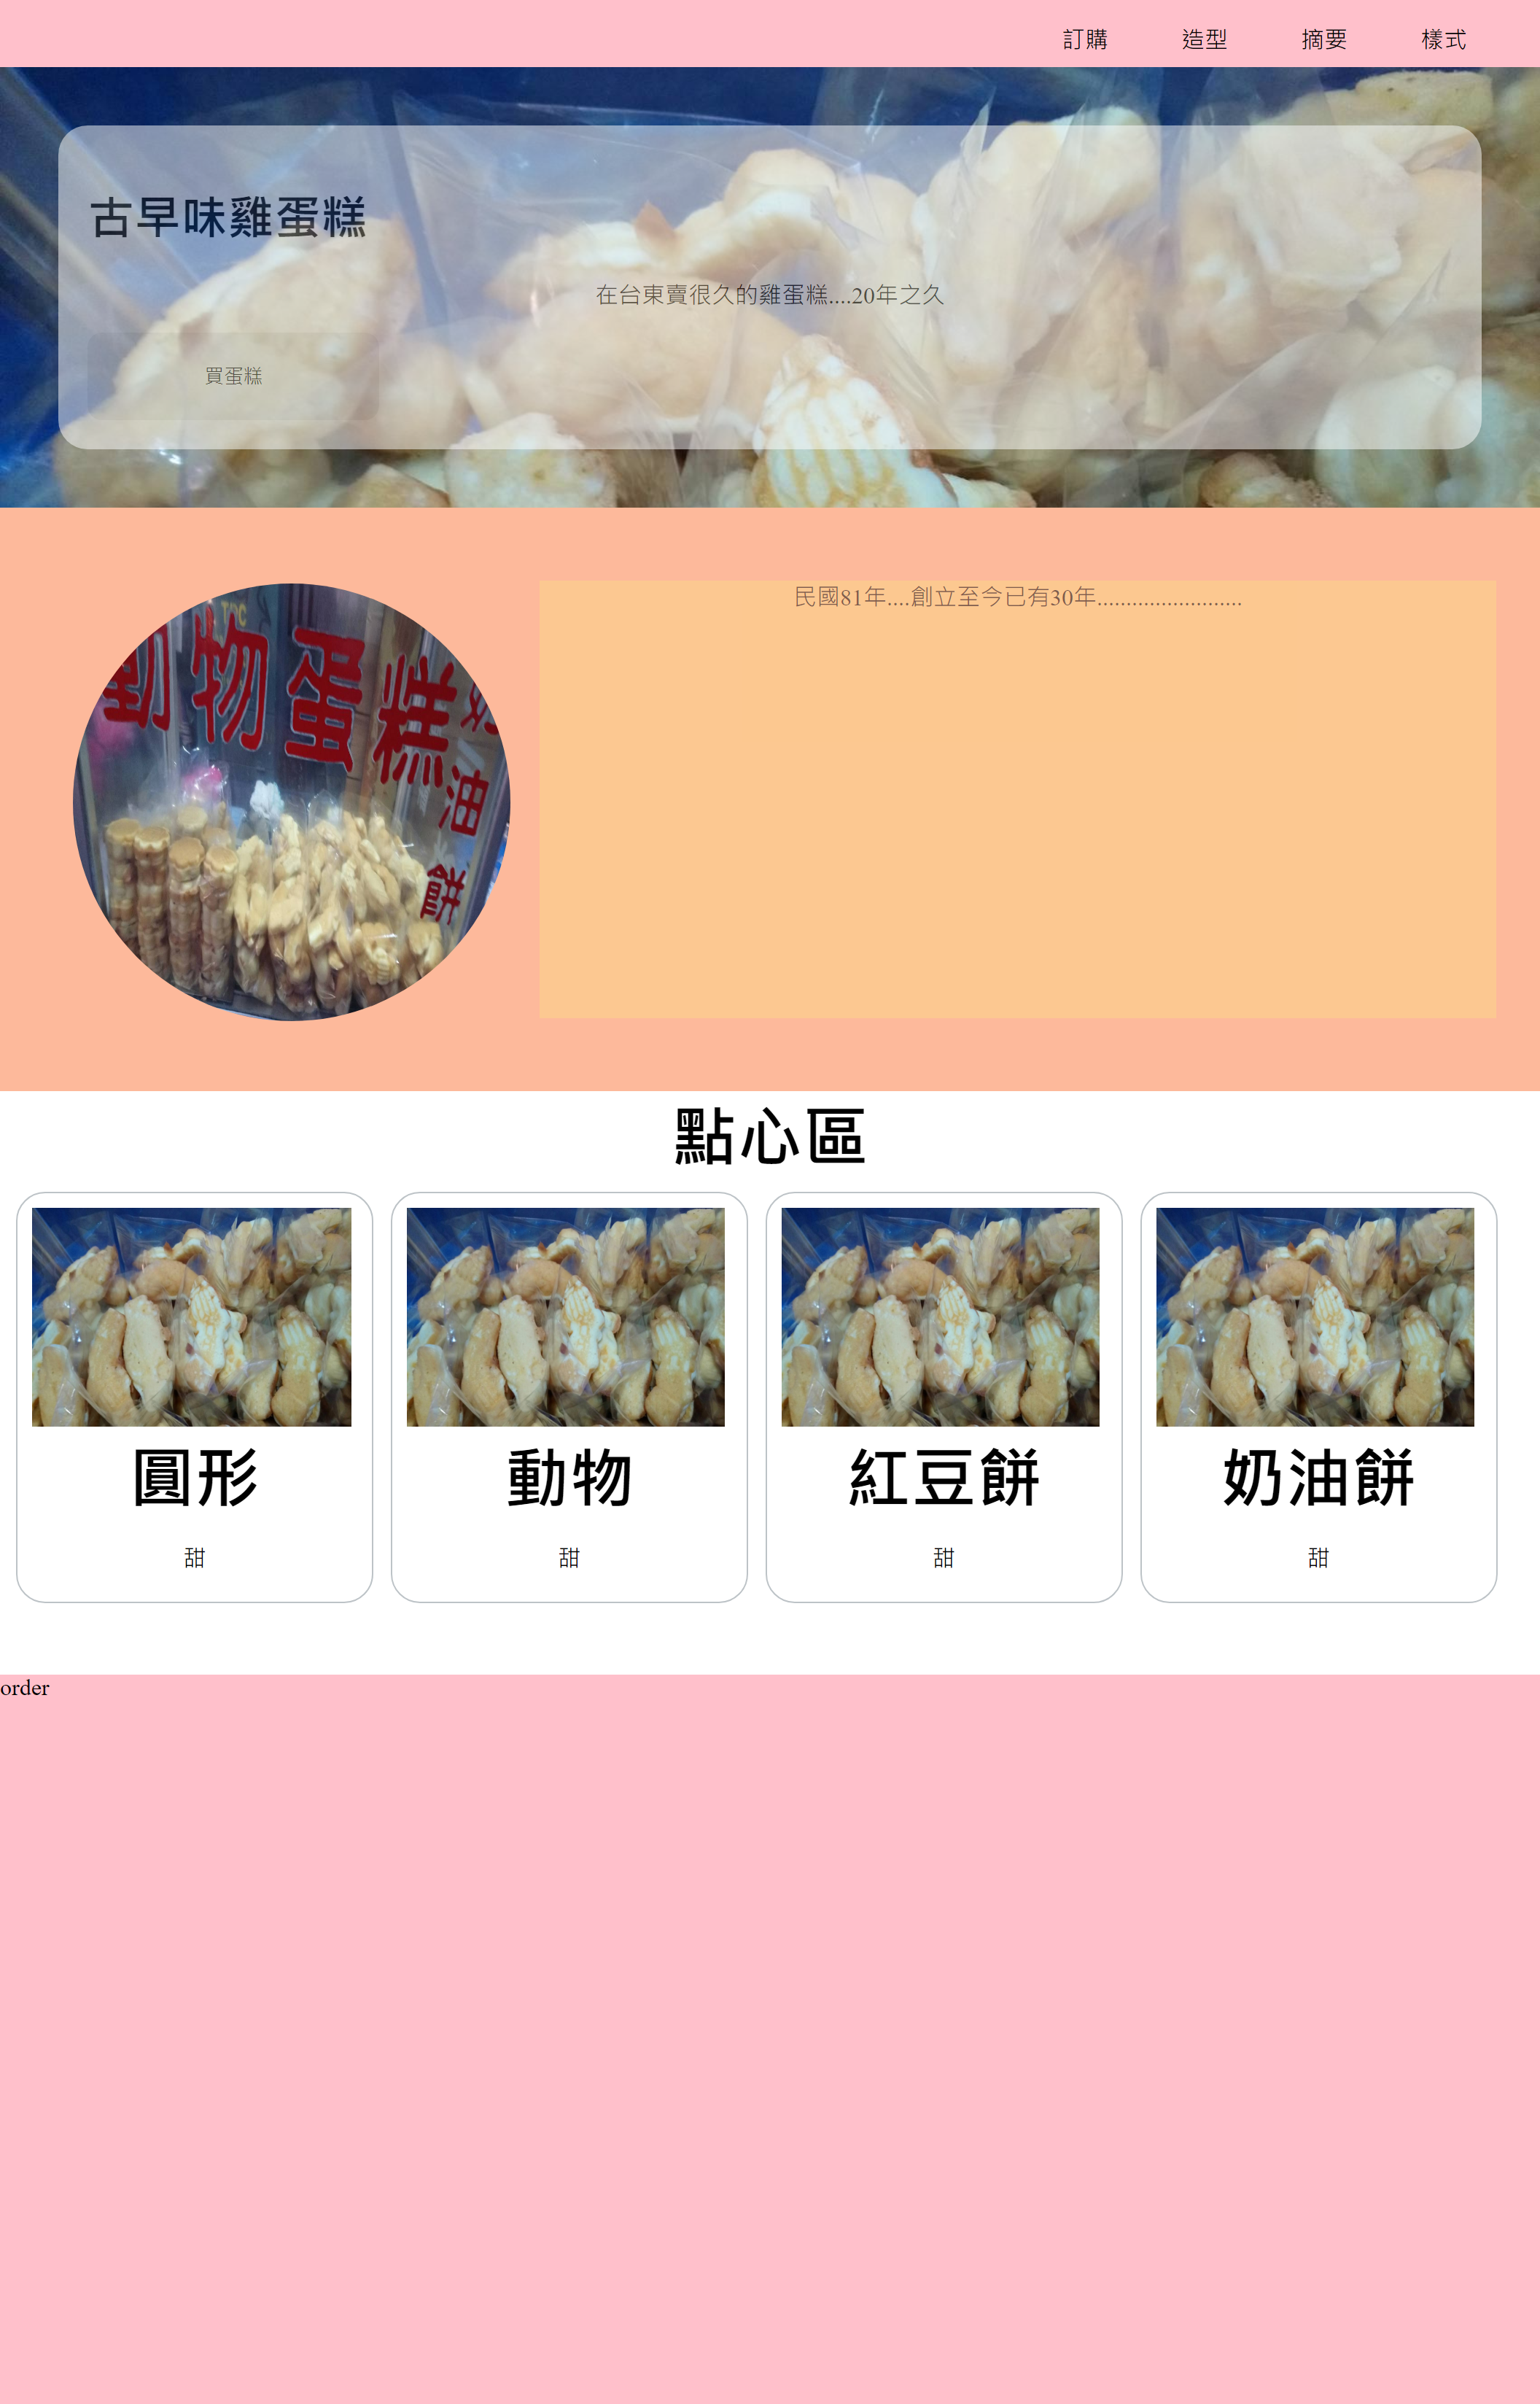 訂購 造型 摘要 樣式
古早味雞蛋糕
在台東賣很久的雞蛋糕....20年之久
買蛋糕
民國81年....創立至今已有30年.........................
動物蛋糕
油
餅
點心區
圓形 動物 紅豆餅 奶油餅
甜 甜 甜 甜
order